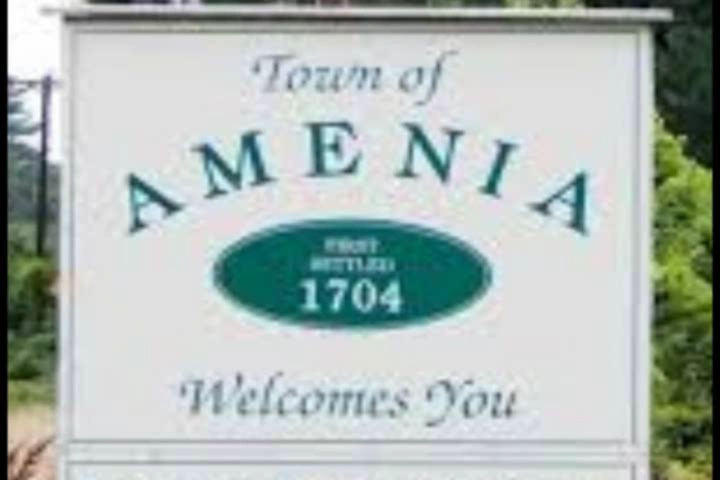 Town of
AMENIA
FIRST
SETTLED
1704
Welcomes You